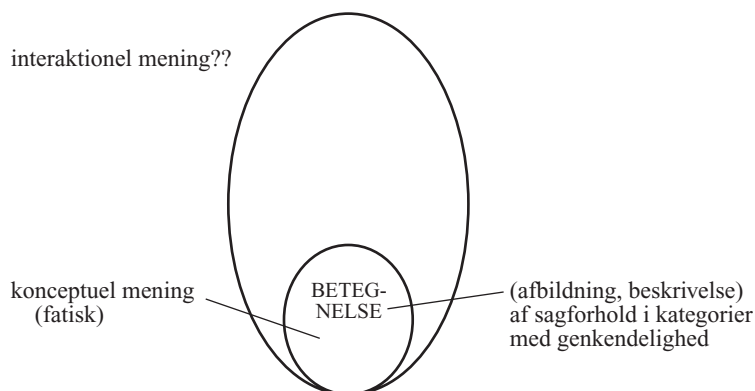 interaktionel mening??
konceptuel mening
(fatisk)
BETEG-
NELSE
(afbildning, beskrivelse)
af sagforhold i kategorier
med genkendelighed